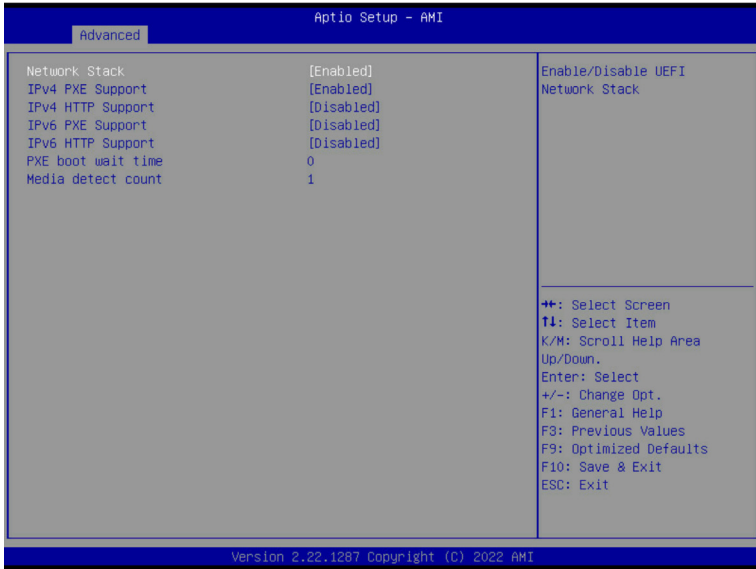 Aptio Setup – AMI
Advanced
Network Stack [Enabled]
IPv4 PXE Support [Enabled]
IPv4 HTTP Support [Disabled]
IPv6 PXE Support [Disabled]
IPv6 HTTP Support [Disabled]
PXE boot wait time 0
Media detect count 1
Enable/Disable UEFI
Network Stack
→←: Select Screen
↑↓: Select Item
K/M: Scroll Help Area
Up/Down.
Enter: Select
+/-: Change Opt.
F1: General Help
F3: Previous Values
F9: Optimized Defaults
F10: Save & Exit
ESC: Exit
Version 2.22.1287 Copyright (C) 2022 AMI